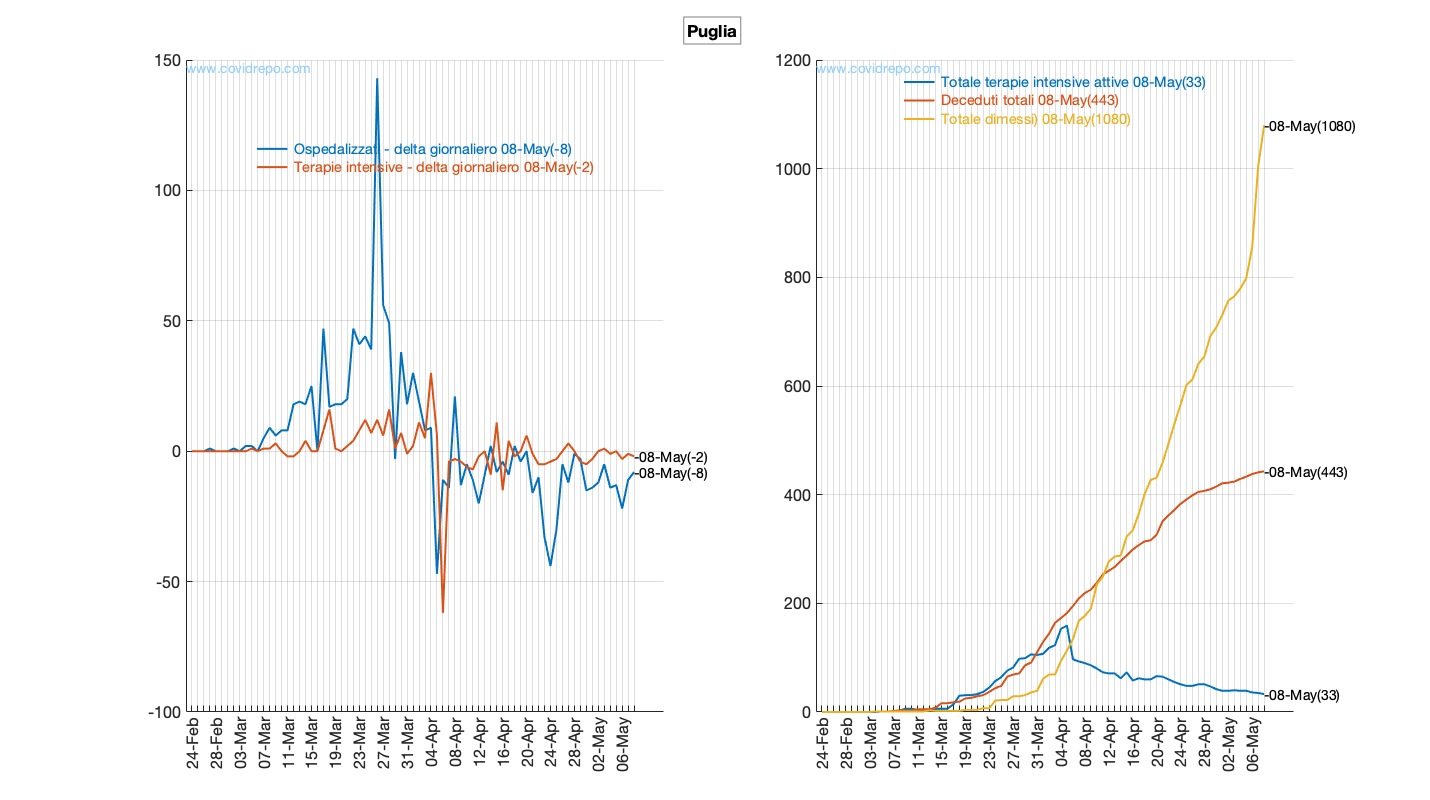 Puglia
www.covidrepo.com
Ospedalizzati - delta giornaliero 08-May(-8)
Terapie intensive - delta giornaliero 08-May(-2)
150
100
50
0
-50
-100
-08-May(-2)
-08-May(-8)
24-Feb
28-Feb
03-Mar
07-Mar
11-Mar
15-Mar
19-Mar
23-Mar
27-Mar
31-Mar
04-Apr
08-Apr
12-Apr
16-Apr
20-Apr
24-Apr
28-Apr
02-May
06-May
www.covidrepo.com
Totale terapie intensive attive 08-May(33)
Deceduti totali 08-May(443)
Totale dimessi) 08-May(1080)
1200
1000
800
600
400
200
0
-08-May(1080)
-08-May(443)
-08-May(33)
24-Feb
28-Feb
03-Mar
07-Mar
11-Mar
15-Mar
19-Mar
23-Mar
27-Mar
31-Mar
04-Apr
08-Apr
12-Apr
16-Apr
20-Apr
24-Apr
28-Apr
02-May
06-May